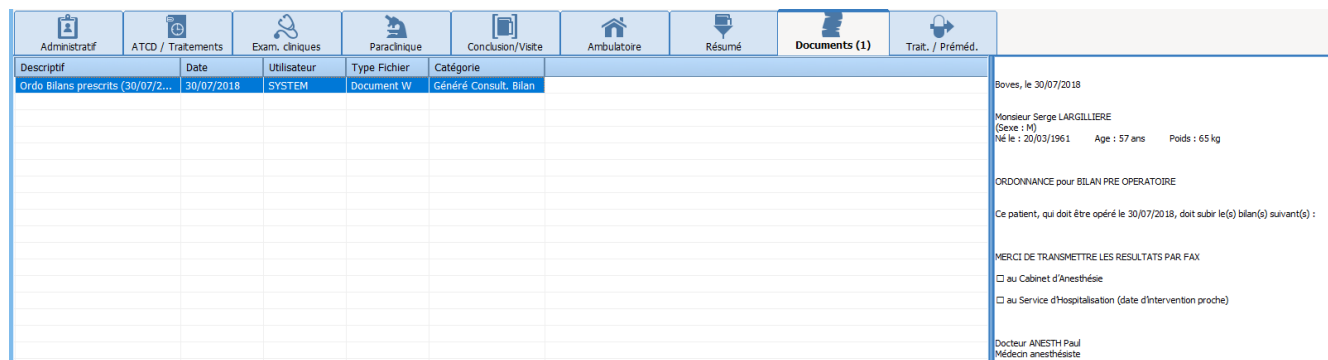 Administratif
ATCD / Traitements
Exam. cliniques
Paraclinique
Conclusion/Visite
Ambulatoire
Résumé
Documents (1)
Trait. / Préméd.
Descriptif Date Utilisateur Type Fichier Catégorie
Ordo Bilans prescrits (30/07/2... 30/07/2018 SYSTEM Document W Généré Consult. Bilan
Boves, le 30/07/2018
Monsieur Serge LARGILLIERE
(Sexe : M)
Né le : 20/03/1961 Age : 57 ans Poids : 65 kg
ORDONNANCE pour BILAN PRE OPERATOIRE
Ce patient, qui doit être opéré le 30/07/2018, doit subir le(s) bilan(s) suivant(s) :
MERCI DE TRANSMETTRE LES RESULTATS PAR FAX
☐ au Cabinet d'Anesthésie
☐ au Service d'Hospitalisation (date d'intervention proche)
Docteur ANESTH Paul
Médecin anesthésiste